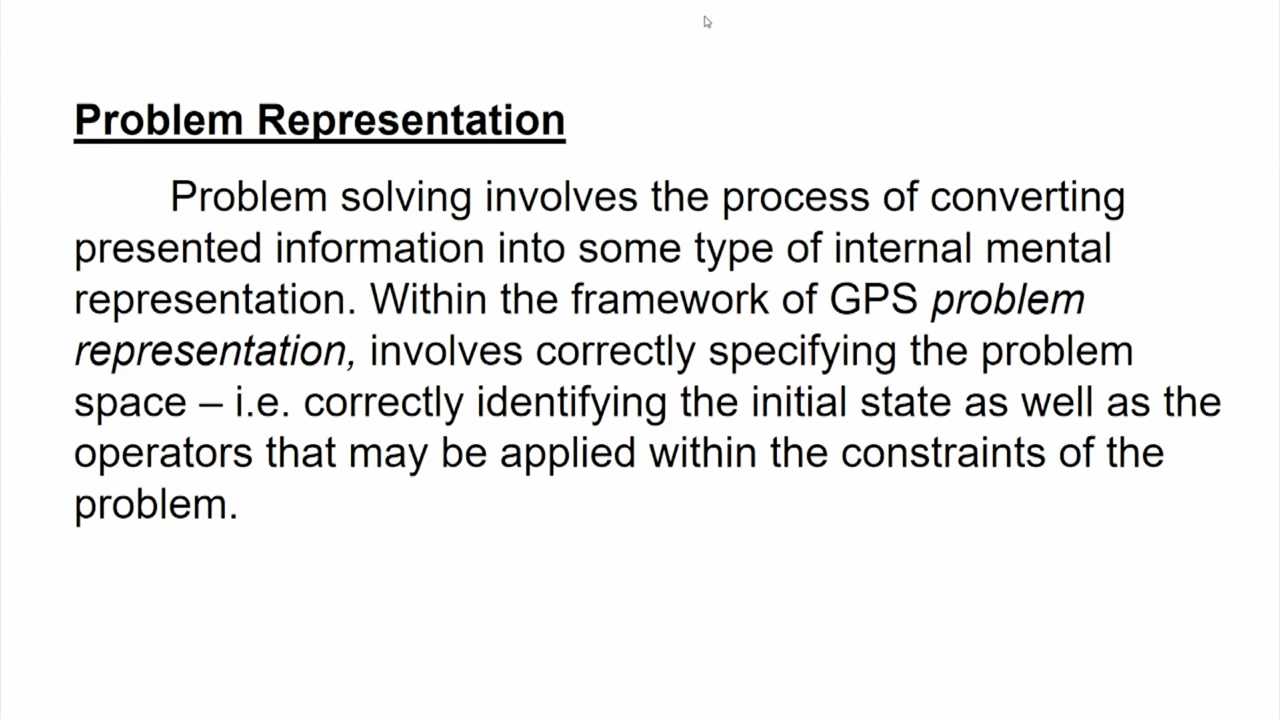 Problem Representation
Problem solving involves the process of converting
presented information into some type of internal mental
representation. Within the framework of GPS problem
representation, involves correctly specifying the problem
space – i.e. correctly identifying the initial state as well as the
operators that may be applied within the constraints of the
problem.